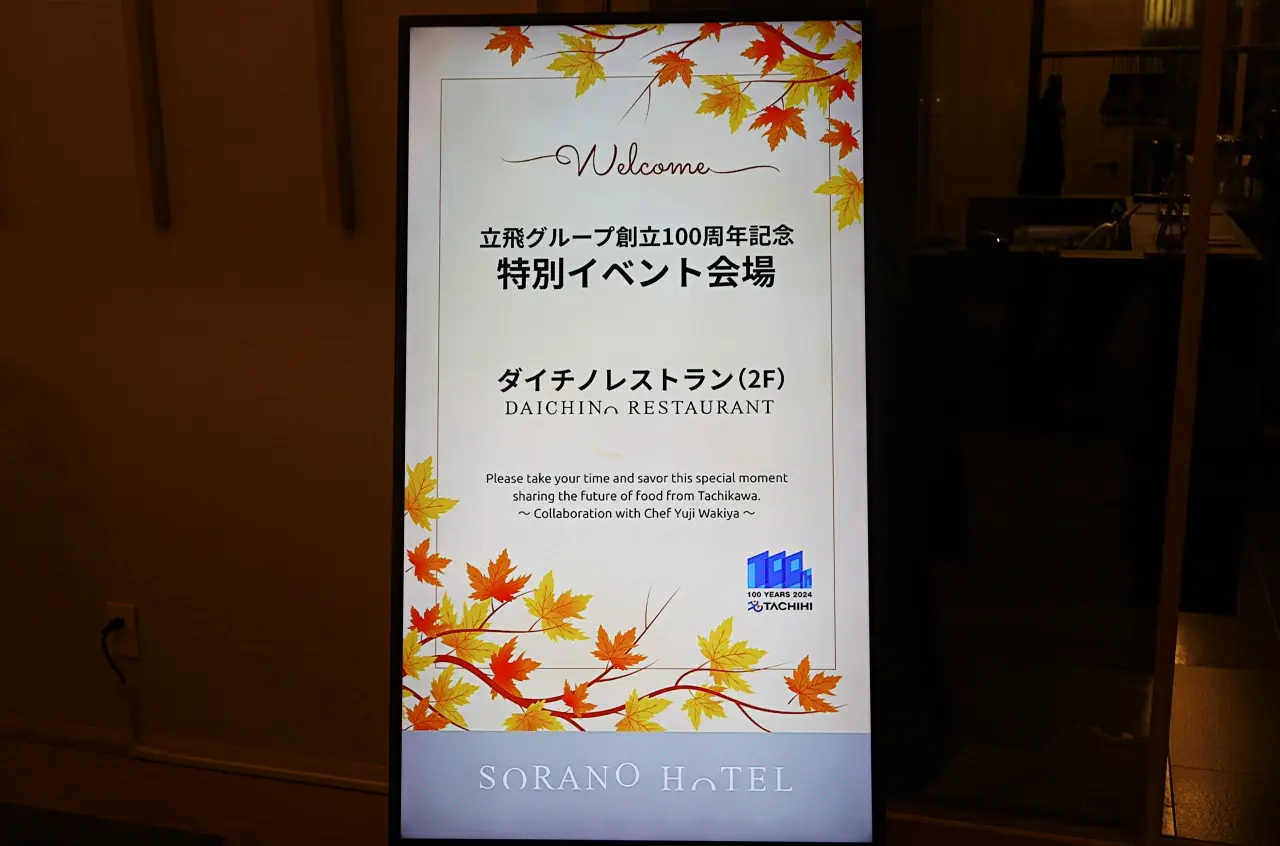 Welcome
立飛グループ創立100周年記念
特別イベント会場
ダイチノレストラン(2F)
DAICHINO RESTAURANT
Please take your time and savor this special moment
sharing the future of food from Tachikawa.
〜 Collaboration with Chef Yuji Wakiya 〜
100th
100 YEARS 2024
TACHIHI
SORANO HOTEL